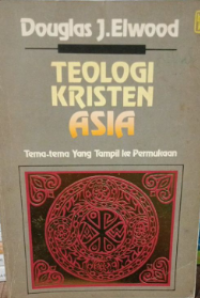 Douglas J.Elwood
TEOLOGI
KRISTEN
ASIA
Tema-tema Yang Tampil ke Permukaan